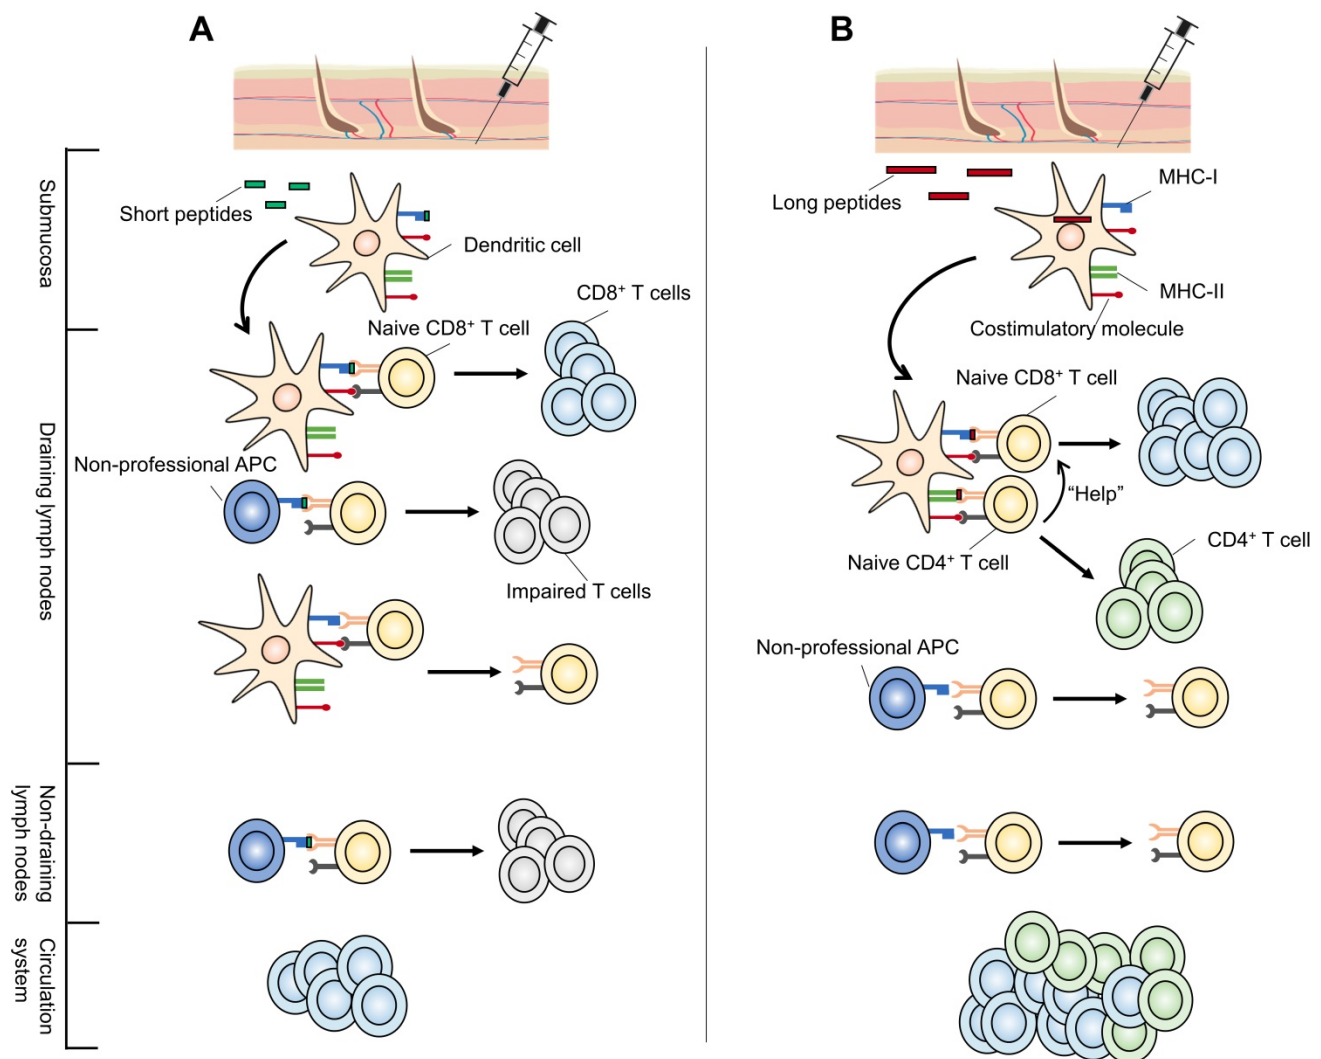 A
Submucosa
Short peptides
Dendritic cell
CD8+ T cells
Naive CD8+ T cell
Draining lymph nodes
Non-professional APC
Impaired T cells
Non-draining
lymph nodes
Circulation
system
B
MHC-I
Long peptides
MHC-II
Costimulatory molecule
Naive CD8+ T cell
“Help”
CD4+ T cell
Naive CD4+ T cell
Non-professional APC